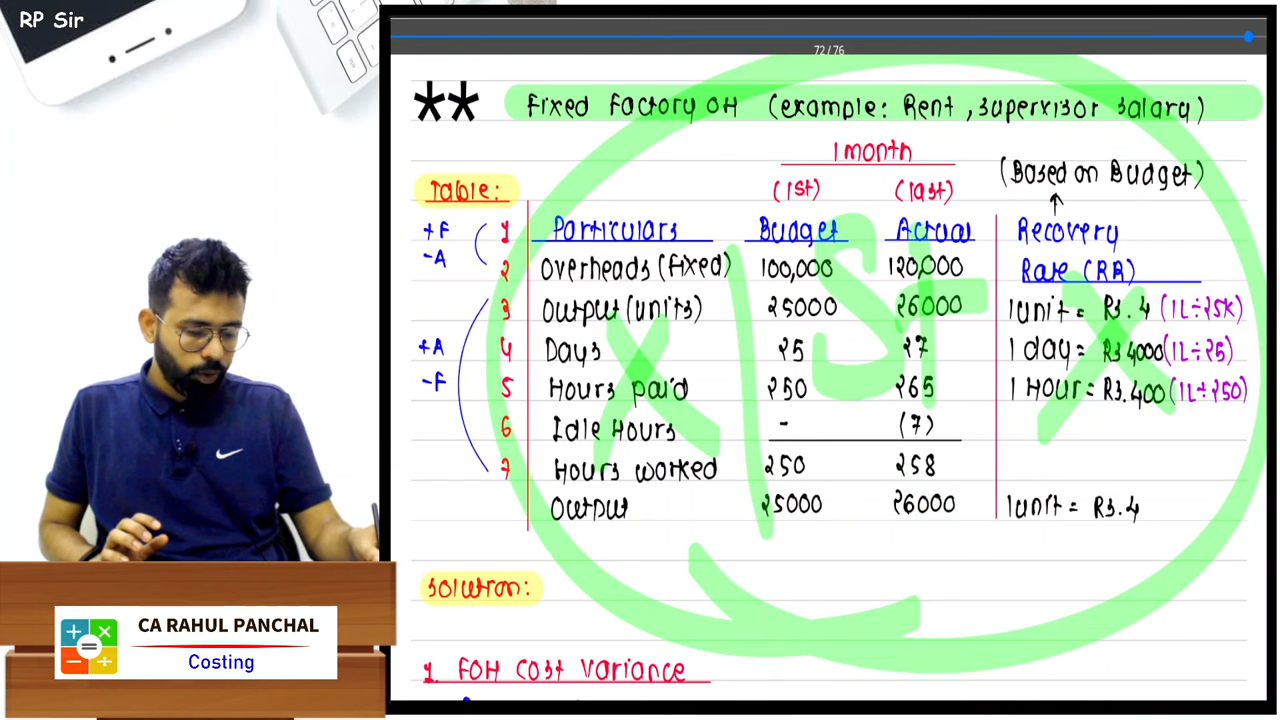 RP Sir
72 / 76
** Fixed Factory OH (example: Rent, Supervisor Salary)
1 month
(1st) (last) (Based on Budget)
Table:
+F 1 Particulars Budget Actual Recovery
-A 2 Overheads (Fixed) 100,000 120,000 Rate (RR)
3 Output (units) 25000 26000 1 unit = Rs. 4 (1L÷25K)
+A 4 Days 25 27 1 day = Rs 4000 (1L÷25)
-F 5 Hours paid 250 265 1 Hour = Rs. 400 (1L÷250)
6 Idle Hours - (7)
7 Hours worked 250 258
Output 25000 26000 1 unit = Rs. 4
x St x
Solution:
1. FOH Cost Variance
CA RAHUL PANCHAL
Costing